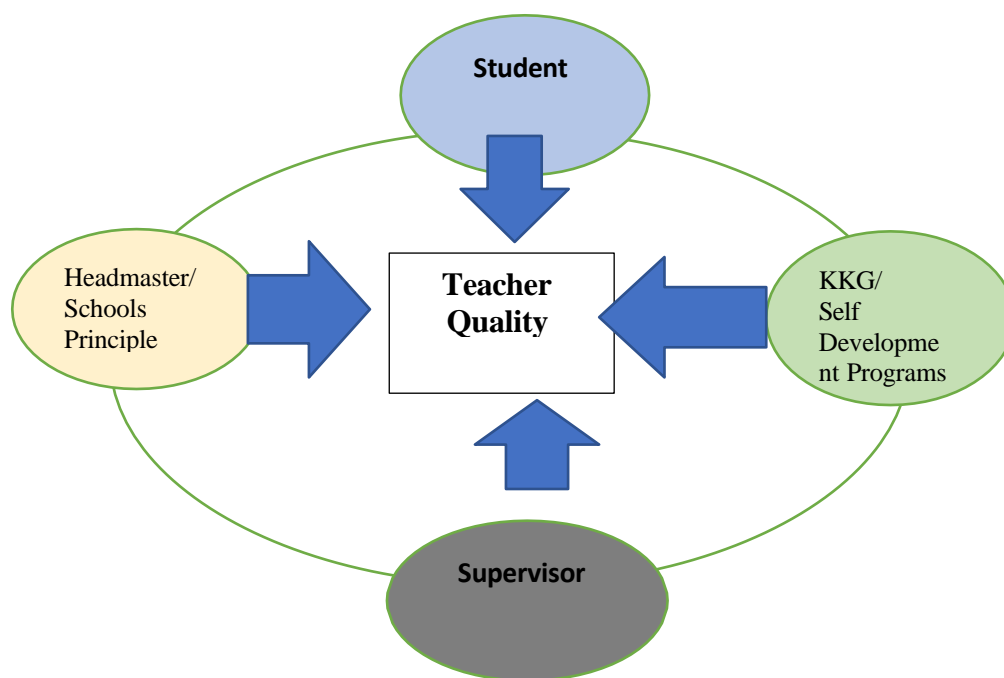 Student
Headmaster/
Schools
Principle
Teacher
Quality
KKG/
Self
Developme
nt Programs
Supervisor